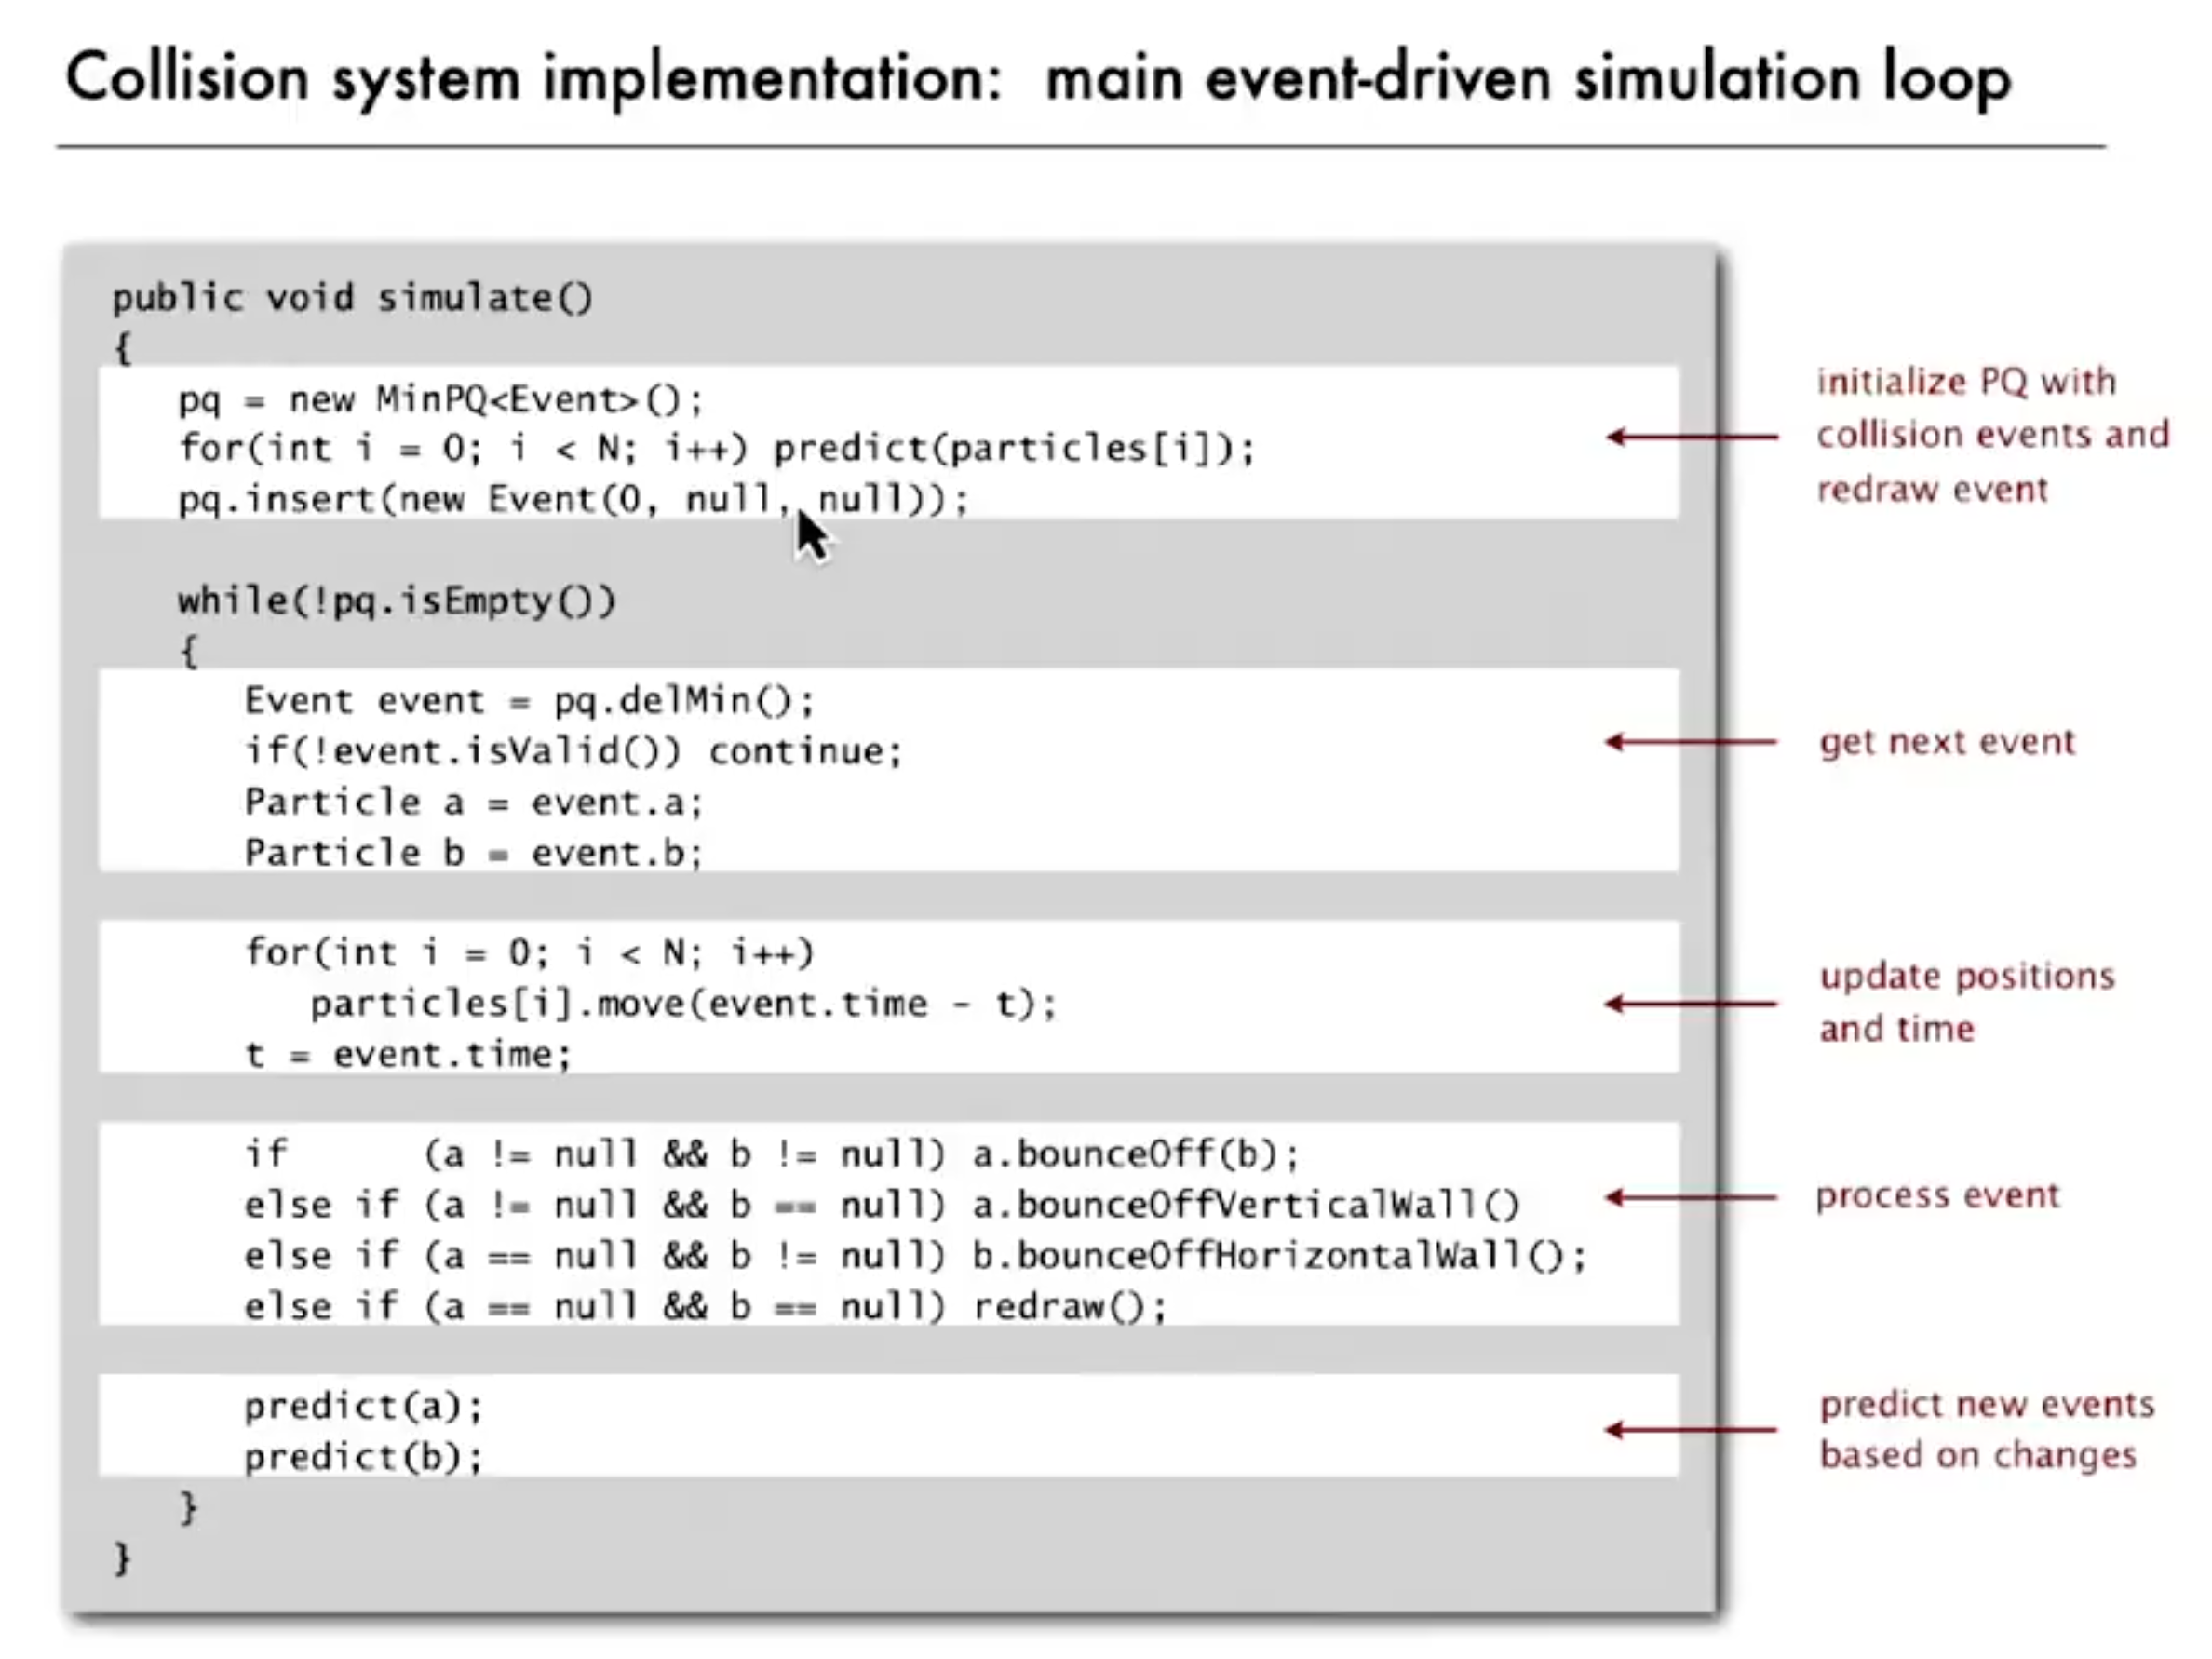 Collision system implementation: main event-driven simulation loop
public void simulate()
{
pq = new MinPQ<Event>();
for(int i = 0; i < N; i++) predict(particles[i]);
pq.insert(new Event(0, null, null));
initialize PQ with
collision events and
redraw event
while(!pq.isEmpty())
{
Event event = pq.delMin();
if(!event.isValid()) continue;
Particle a = event.a;
Particle b = event.b;
get next event
for(int i = 0; i < N; i++)
particles[i].move(event.time - t);
t = event.time;
update positions
and time
if      (a != null && b != null) a.bounceOff(b);
else if (a != null && b == null) a.bounceOffVerticalWall()
else if (a == null && b != null) b.bounceOffHorizontalWall();
else if (a == null && b == null) redraw();
process event
predict(a);
predict(b);
predict new events
based on changes
}
}